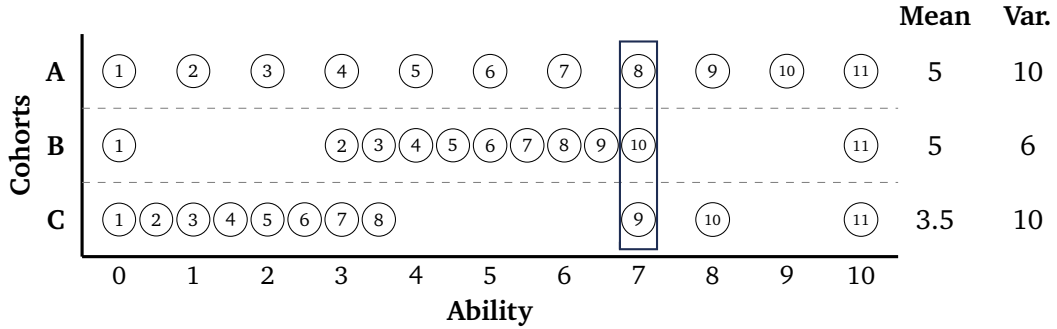 Mean Var.
A 1 2 3 4 5 6 7 8 9 10 11 5 10
B 1 2 3 4 5 6 7 8 9 10 11 5 6
C 1 2 3 4 5 6 7 8 9 10 11 3.5 10
Cohorts
0 1 2 3 4 5 6 7 8 9 10
Ability